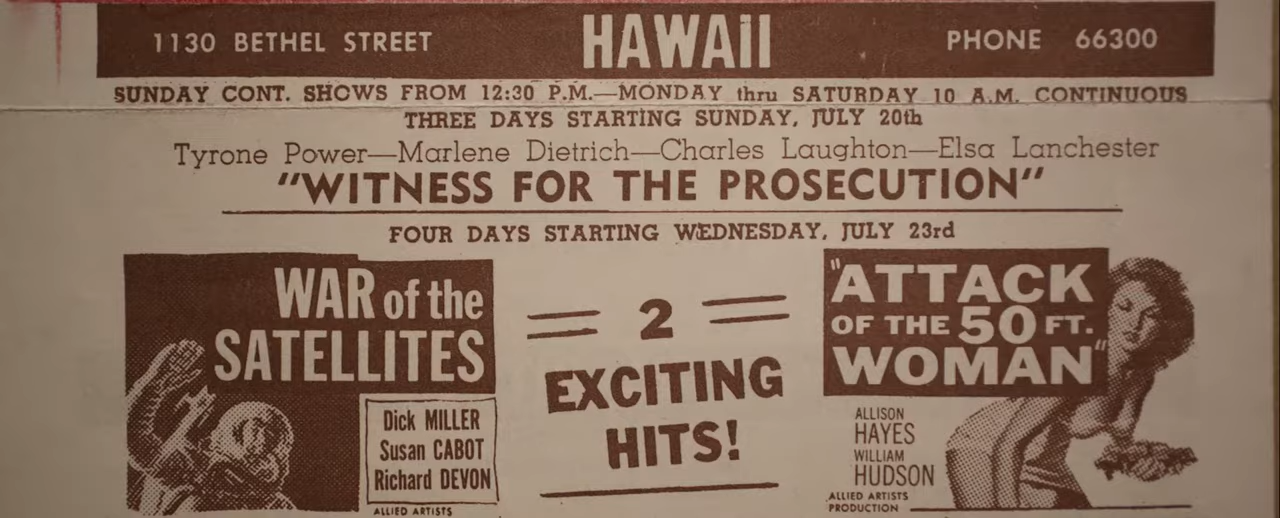 1130 BETHEL STREET HAWAII PHONE 66300
SUNDAY CONT. SHOWS FROM 12:30 P.M.—MONDAY thru SATURDAY 10 A.M. CONTINUOUS
THREE DAYS STARTING SUNDAY, JULY 20th
Tyrone Power—Marlene Dietrich—Charles Laughton—Elsa Lanchester
"WITNESS FOR THE PROSECUTION"
FOUR DAYS STARTING WEDNESDAY, JULY 23rd
WAR of the
SATELLITES
Dick MILLER
Susan CABOT
Richard DEVON
ALLIED ARTISTS
2
EXCITING
HITS!
"ATTACK
OF THE 50 FT.
WOMAN"
ALLISON
HAYES
WILLIAM
HUDSON
ALLIED ARTISTS
PRODUCTION